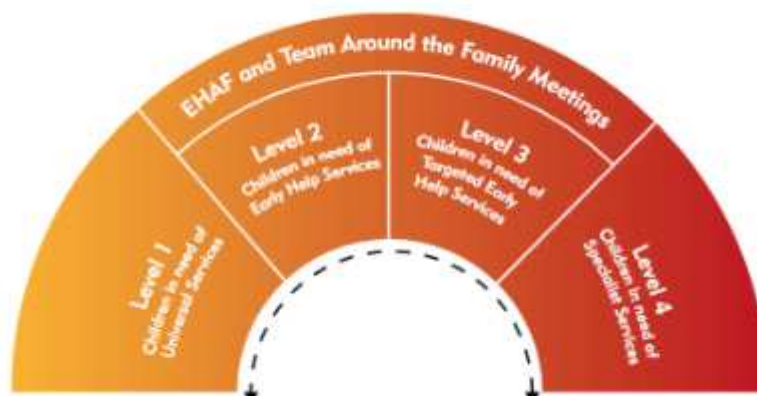 EHAF and Team Around the Family Meetings
Level 1
Children in need of
Universal Services
Level 2
Children in need of
Early Help Services
Level 3
Children in need of
Targeted Early
Help Services
Level 4
Children in need of
Specialist Services